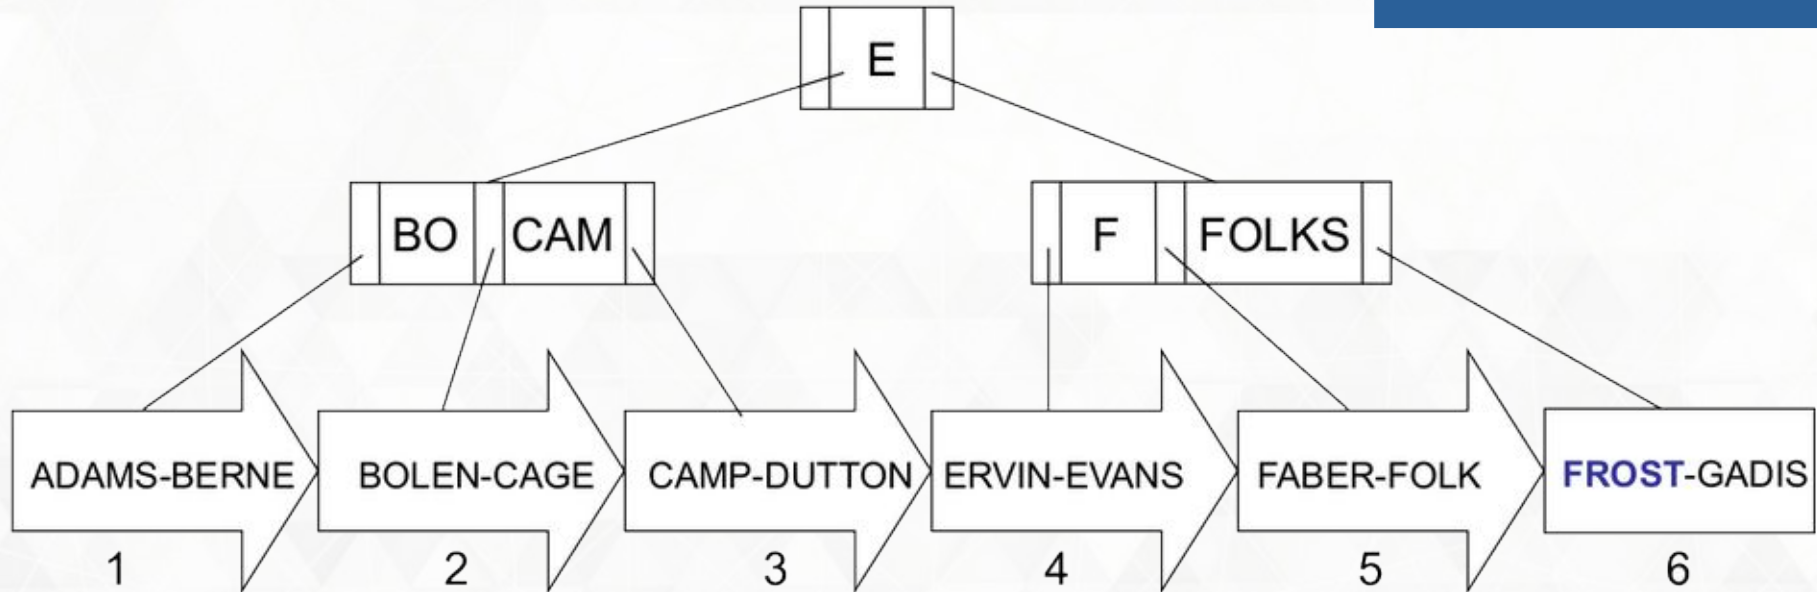 E
BO CAM
F FOLKS
ADAMS-BERNE
BOLEN-CAGE
CAMP-DUTTON
ERVIN-EVANS
FABER-FOLK
FROST-GADIS
1
2
3
4
5
6